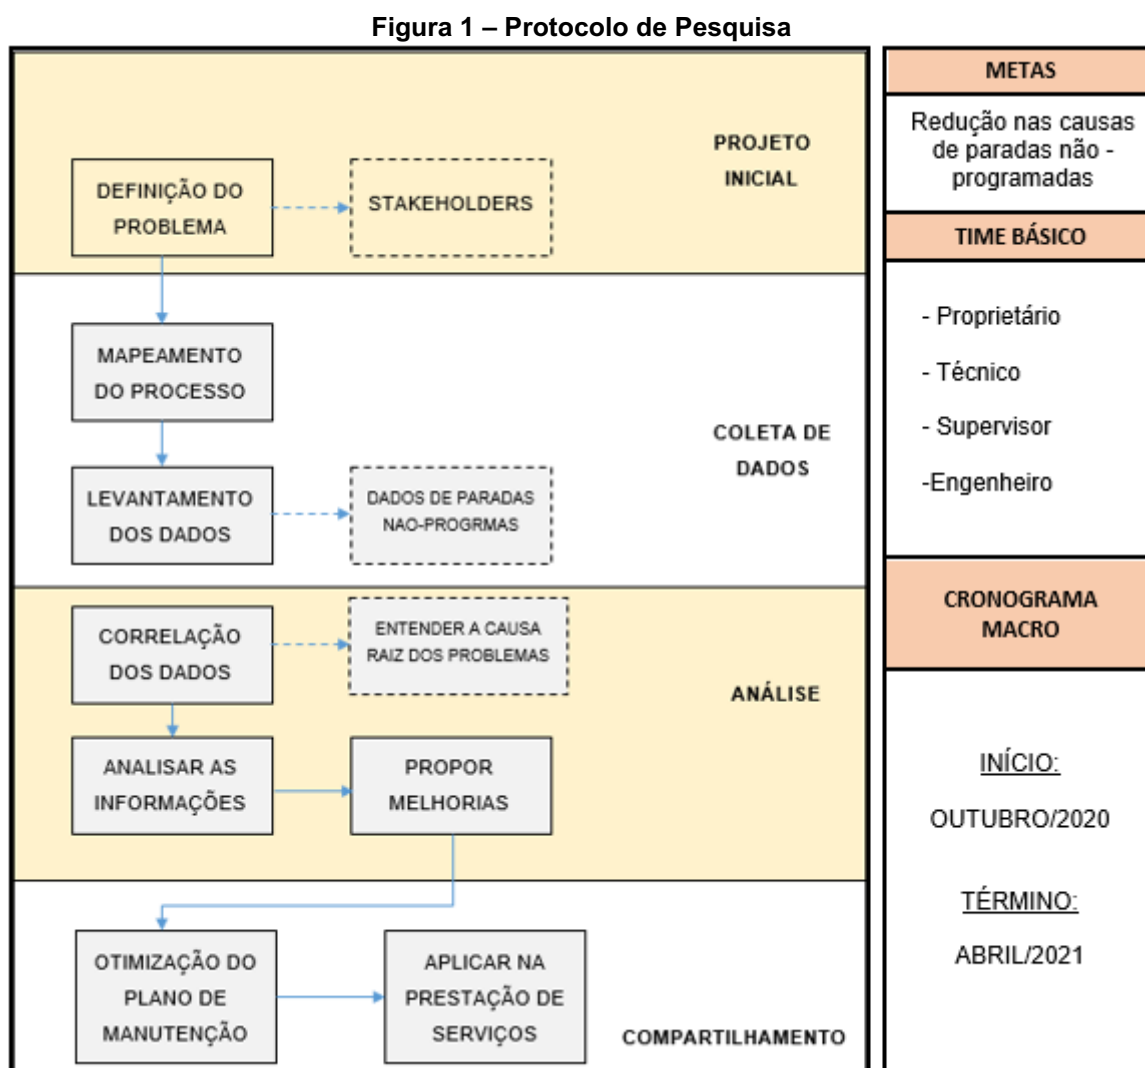 Figura 1 – Protocolo de Pesquisa
PROJETO
INICIAL
DEFINIÇÃO DO
PROBLEMA
STAKEHOLDERS
MAPEAMENTO
DO PROCESSO
COLETA DE
DADOS
LEVANTAMENTO
DOS DADOS
DADOS DE PARADAS
NAO-PROGRMAS
CORRELAÇÃO
DOS DADOS
ENTENDER A CAUSA
RAIZ DOS PROBLEMAS
ANÁLISE
ANALISAR AS
INFORMAÇÕES
PROPOR
MELHORIAS
OTIMIZAÇÃO DO
PLANO DE
MANUTENÇÃO
APLICAR NA
PRESTAÇÃO DE
SERVIÇOS
COMPARTILHAMENTO
METAS
Redução nas causas
de paradas não -
programadas
TIME BÁSICO
- Proprietário
- Técnico
- Supervisor
-Engenheiro
CRONOGRAMA
MACRO
INÍCIO:
OUTUBRO/2020
TÉRMINO:
ABRIL/2021